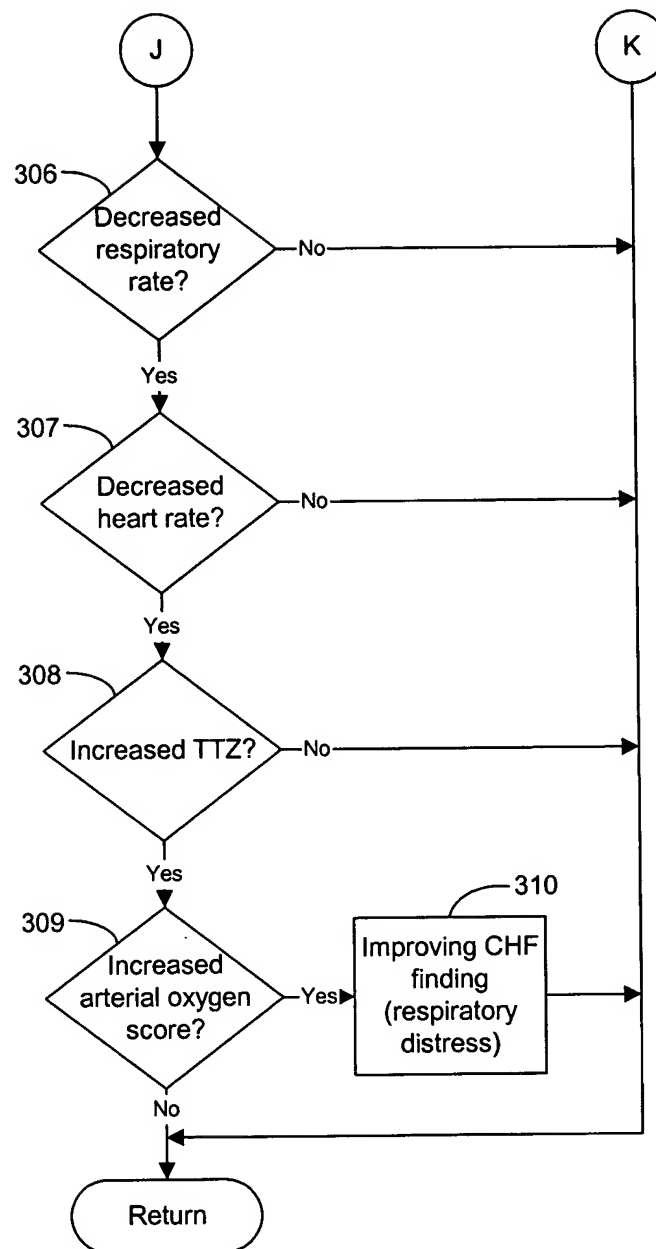 J
K
306
Decreased
respiratory
rate?
No
Yes
307
Decreased
heart rate?
No
Yes
308
Increased TTZ?
No
Yes
309
Increased
arterial oxygen
score?
Yes
310
Improving CHF
finding
(respiratory
distress)
No
Return